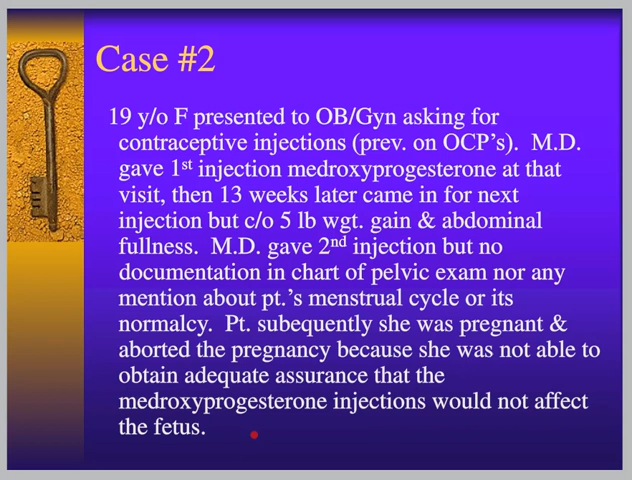 Case #2
19 y/o F presented to OB/Gyn asking for
contraceptive injections (prev. on OCP's). M.D.
gave 1st injection medroxyprogesterone at that
visit, then 13 weeks later came in for next
injection but c/o 5 lb wgt. gain & abdominal
fullness. M.D. gave 2nd injection but no
documentation in chart of pelvic exam nor any
mention about pt.'s menstrual cycle or its
normalcy. Pt. subequently she was pregnant &
aborted the pregnancy because she was not able to
obtain adequate assurance that the
medroxyprogesterone injections would not affect
the fetus.